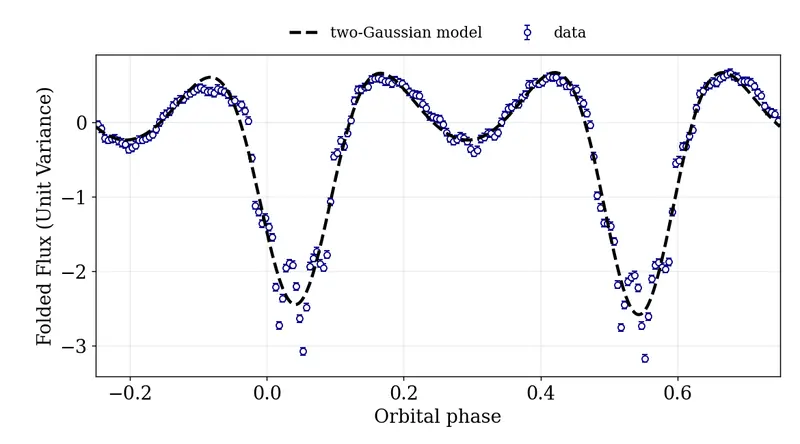 two-Gaussian model
data
Folded Flux (Unit Variance)
0
−1
−2
−3
−0.2
0.0
0.2
0.4
0.6
Orbital phase